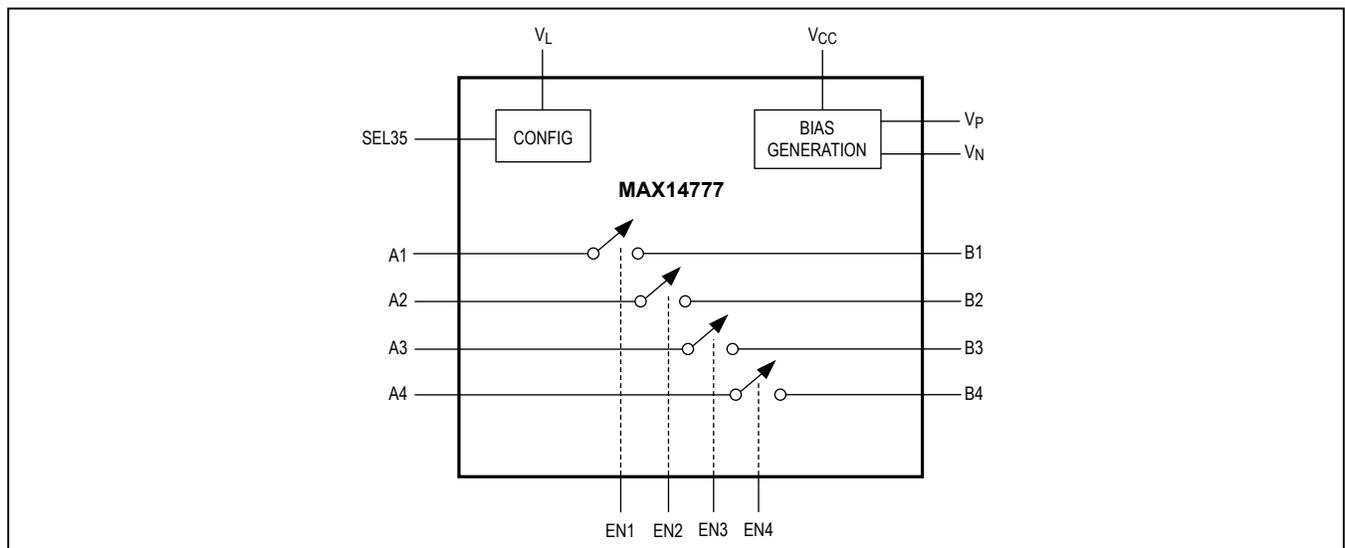 VL
VCC
SEL35
CONFIG
BIAS
GENERATION
VP
VN
MAX14777
A1
B1
A2
B2
A3
B3
A4
B4
EN1 EN2 EN3 EN4